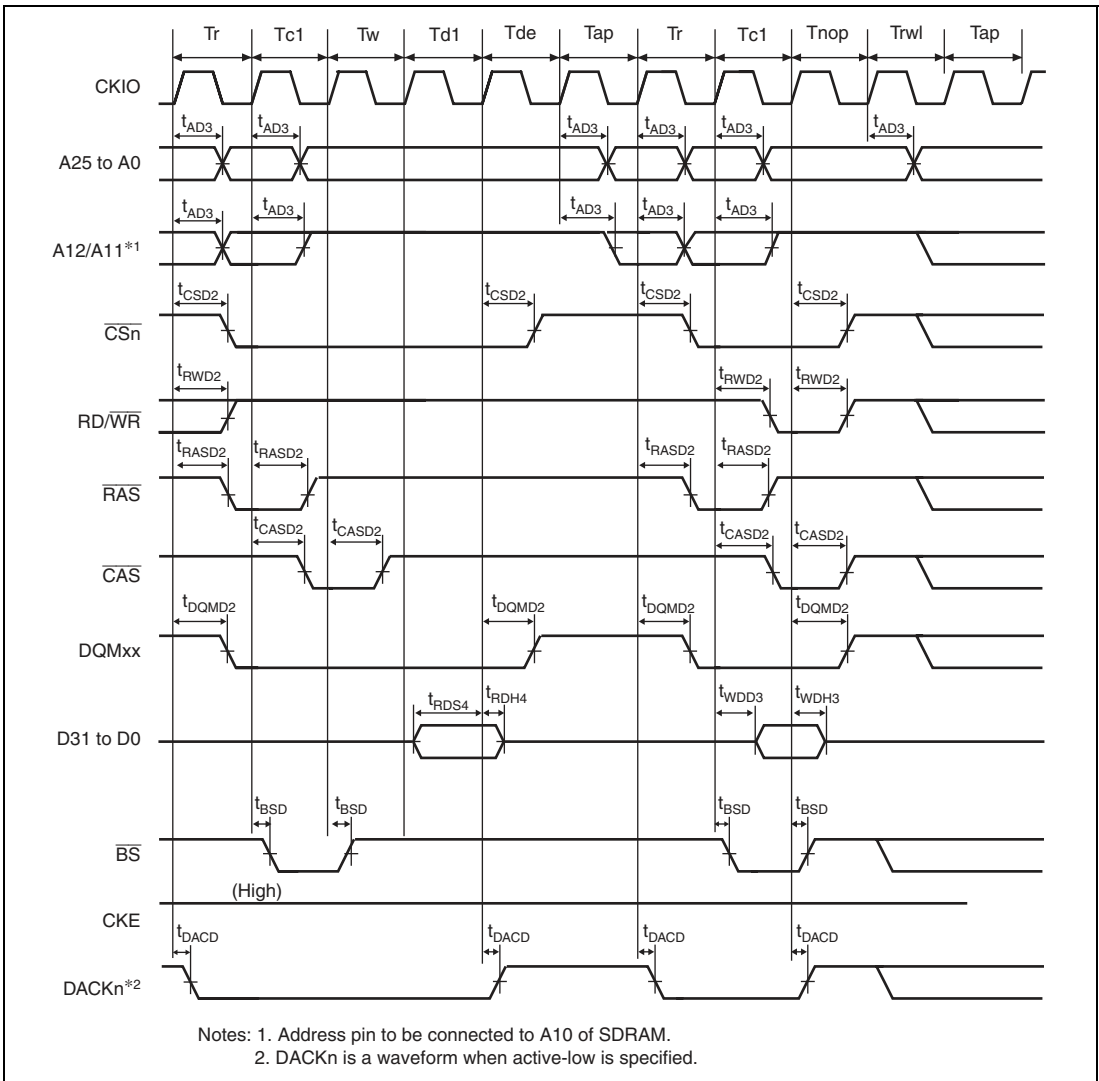 Tr Tc1 Tw Td1 Tde Tap Tr Tc1 Tnop Trwl Tap
CKIO
tAD3 tAD3 tAD3 tAD3 tAD3 tAD3
A25 to A0
tAD3 tAD3 tAD3 tAD3 tAD3
A12/A11*1
tCSD2 tCSD2 tCSD2 tCSD2
CSn
tRWD2 tRWD2 tRWD2
RD/WR
tRASD2 tRASD2 tRASD2 tRASD2
RAS
tCASD2 tCASD2 tCASD2 tCASD2
CAS
tDQMD2 tDQMD2 tDQMD2 tDQMD2
DQMxx
tRDS4 tRDH4 tWDD3 tWDH3
D31 to D0
tBSD tBSD tBSD tBSD
BS
(High)
CKE
tDACD tDACD tDACD tDACD
DACKn*2
Notes: 1. Address pin to be connected to A10 of SDRAM.
2. DACKn is a waveform when active-low is specified.